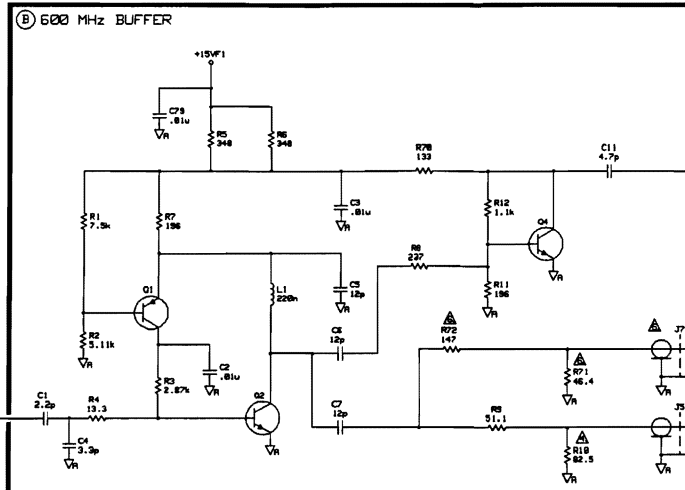 B 600 MHz BUFFER
+15VF1
C79
.01u
A
R5
348
R6
348
R70
133
C11
4.7p
R1
7.5k
R7
196
C3
.01u
A
R12
1.1k
Q4
A
R8
237
L1
220n
C5
12p
A
R11
196
A
Q1
R2
5.11k
A
C6
12p
6
R72
147
6
J7
C2
.01u
A
6
R71
46.4
A
A
R3
2.87k
Q2
A
C1
2.2p
R4
13.3
C7
12p
R9
51.1
J5
C4
3.3p
A
A
R10
82.5
A
A